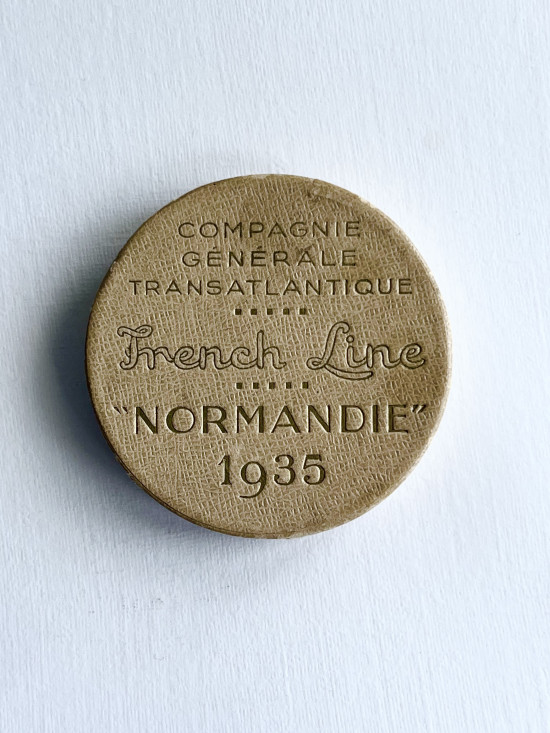 COMPAGNIE
GÉNÉRALE
TRANSATLANTIQUE
French Line
"NORMANDIE"
1935